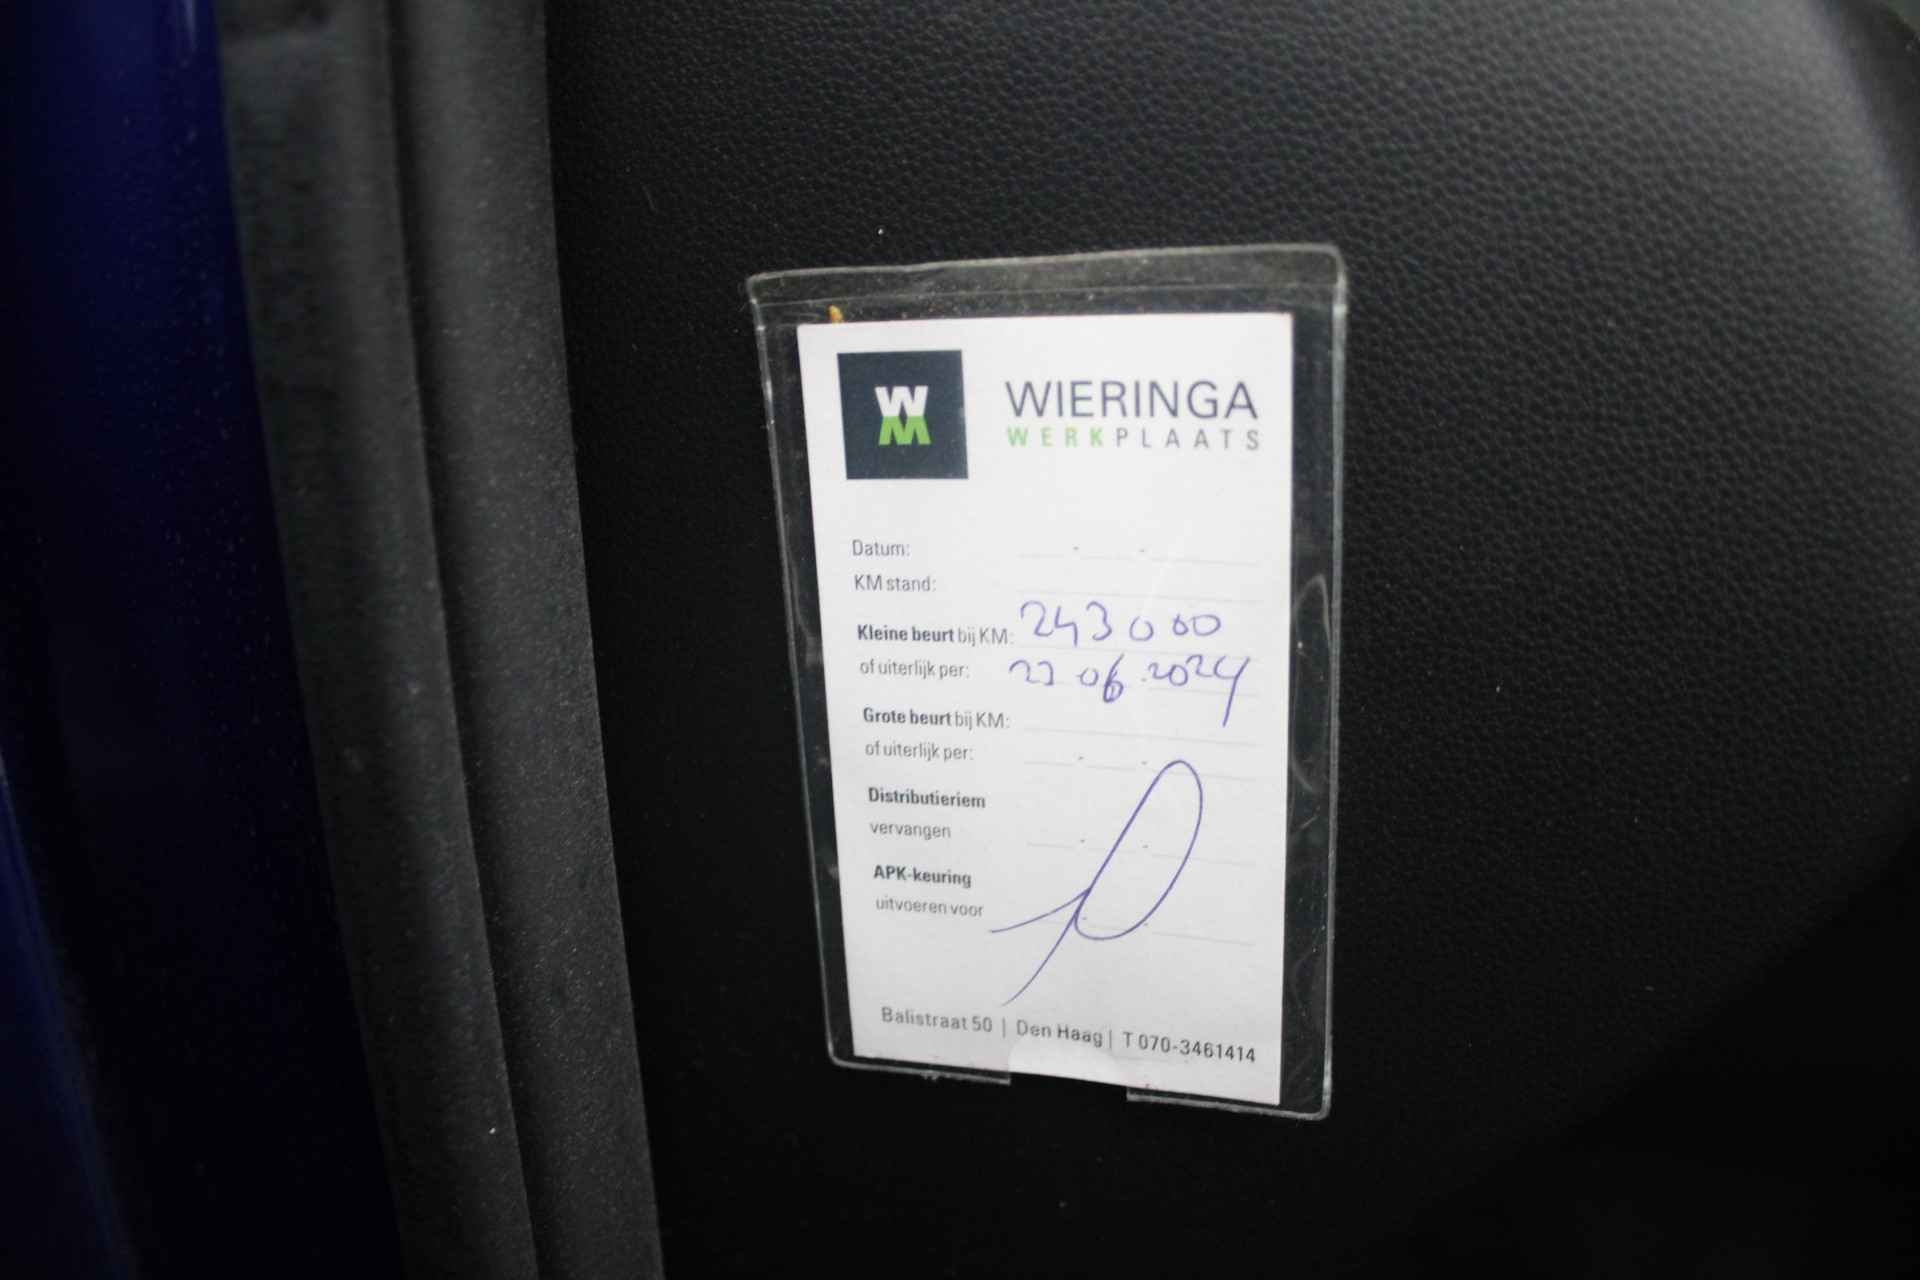 WM
WIERINGA
WERKPLAATS
Datum:
KM stand:
Kleine beurt bij KM: 243000
of uiterlijk per: 06.2024
Grote beurt bij KM:
of uiterlijk per:
Distributieriem
vervangen
APK-keuring
uitvoeren voor
Balistraat 50 | Den Haag | T 070-3461414